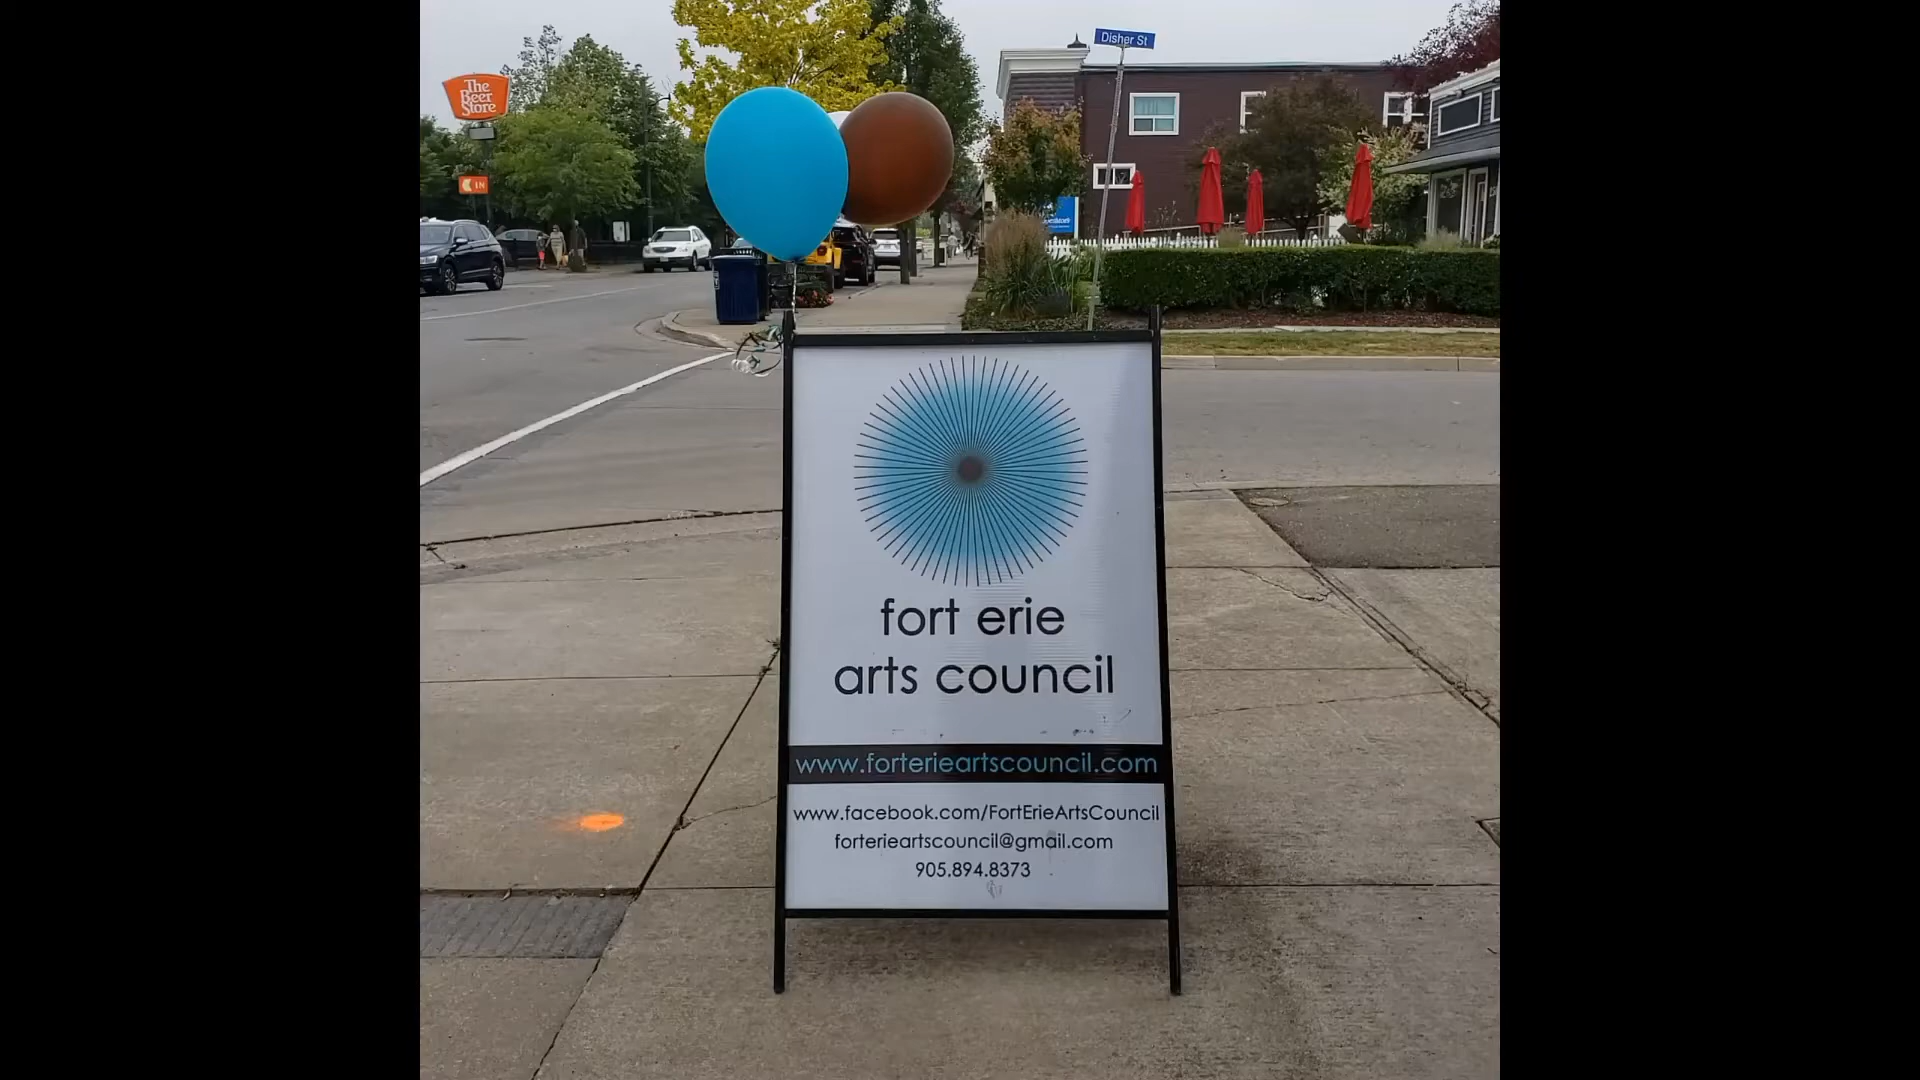 Disher St
The
Beer
Store
IN
fort erie
arts council
www.forterieartscouncil.com
www.facebook.com/FortErieArtsCouncil
forterieartscouncil@gmail.com
905.894.8373